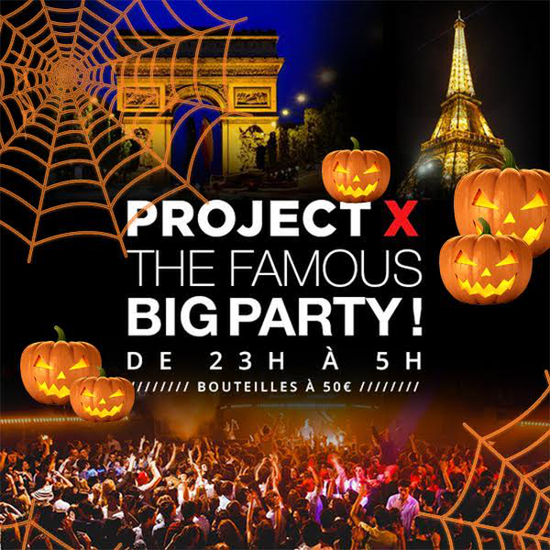 PROJECT X
THE FAMOUS
BIG PARTY !
DE 23H À 5H
//////// BOUTEILLES À 50€ ////////